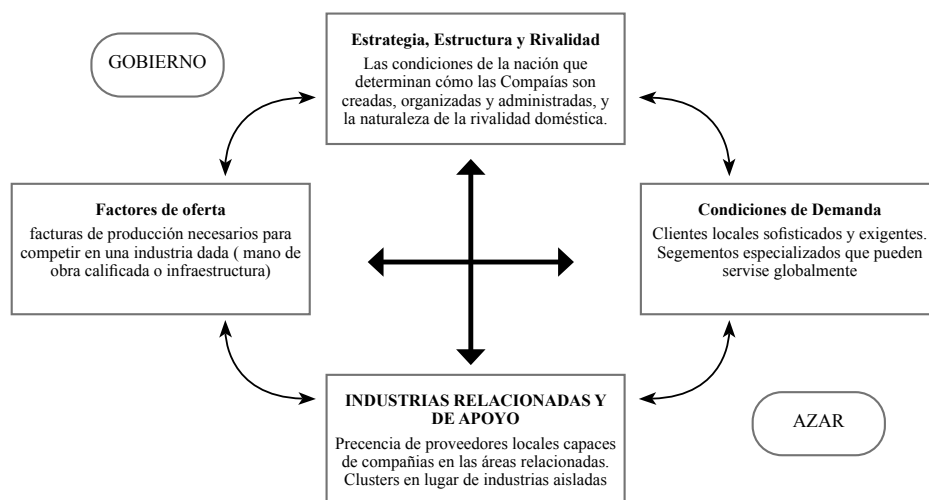 Estrategia, Estructura y Rivalidad
Las condiciones de la nación que
determinan cómo las Compaías son
creadas, organizadas y administradas, y
la naturaleza de la rivalidad doméstica.
GOBIERNO
Factores de oferta
facturas de producción necesarios para
competir en una industria dada ( mano de
obra calificada o infraestructura)
Condiciones de Demanda
Clientes locales sofisticados y exigentes.
Segementos especializados que pueden
servise globalmente
INDUSTRIAS RELACIONADAS Y
DE APOYO
Precencia de proveedores locales capaces
de compañias en las áreas relacionadas.
Clusters en lugar de industrias aisladas
AZAR